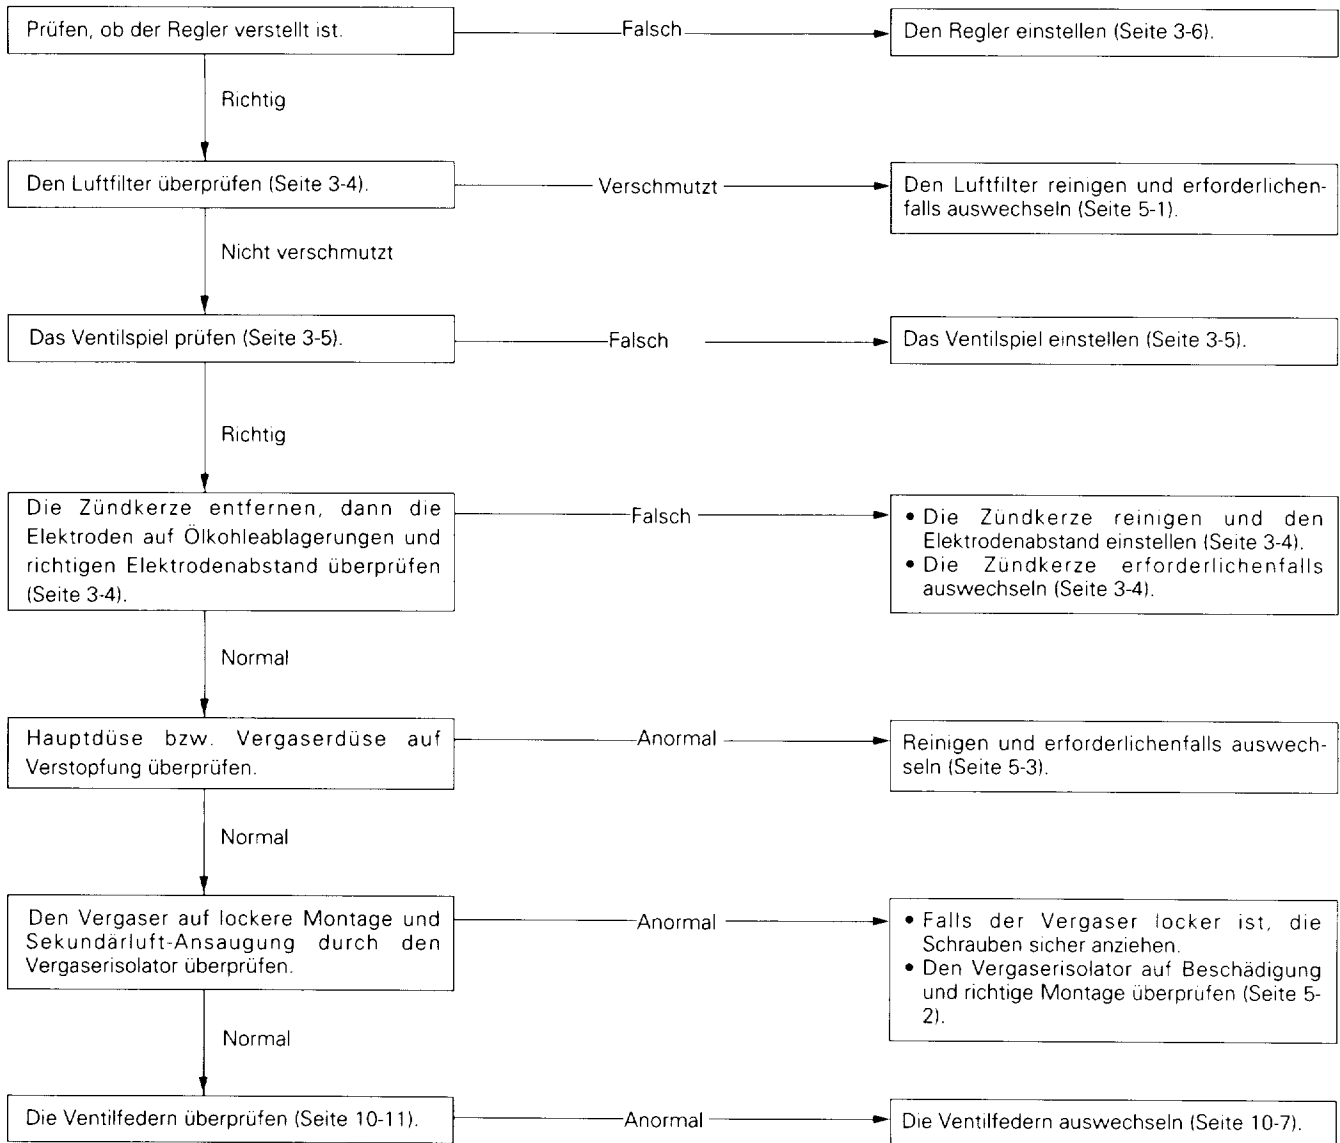 Prüfen, ob der Regler verstellt ist.
Falsch
Den Regler einstellen (Seite 3-6).
Richtig
Den Luftfilter überprüfen (Seite 3-4).
Verschmutzt
Den Luftfilter reinigen und erforderlichen-
falls auswechseln (Seite 5-1).
Nicht verschmutzt
Das Ventilspiel prüfen (Seite 3-5).
Falsch
Das Ventilspiel einstellen (Seite 3-5).
Richtig
Die Zündkerze entfernen, dann die
Elektroden auf Ölkohleablagerungen und
richtigen Elektrodenabstand überprüfen
(Seite 3-4).
Falsch
• Die Zündkerze reinigen und den
Elektrodenabstand einstellen (Seite 3-4).
• Die Zündkerze erforderlichenfalls
auswechseln (Seite 3-4).
Normal
Hauptdüse bzw. Vergaserdüse auf
Verstopfung überprüfen.
Anormal
Reinigen und erforderlichenfalls auswech-
seln (Seite 5-3).
Normal
Den Vergaser auf lockere Montage und
Sekundärluft-Ansaugung durch den
Vergaserisolator überprüfen.
Anormal
• Falls der Vergaser locker ist, die
Schrauben sicher anziehen.
• Den Vergaserisolator auf Beschädigung
und richtige Montage überprüfen (Seite 5-
2).
Normal
Die Ventilfedern überprüfen (Seite 10-11).
Anormal
Die Ventilfedern auswechseln (Seite 10-7).